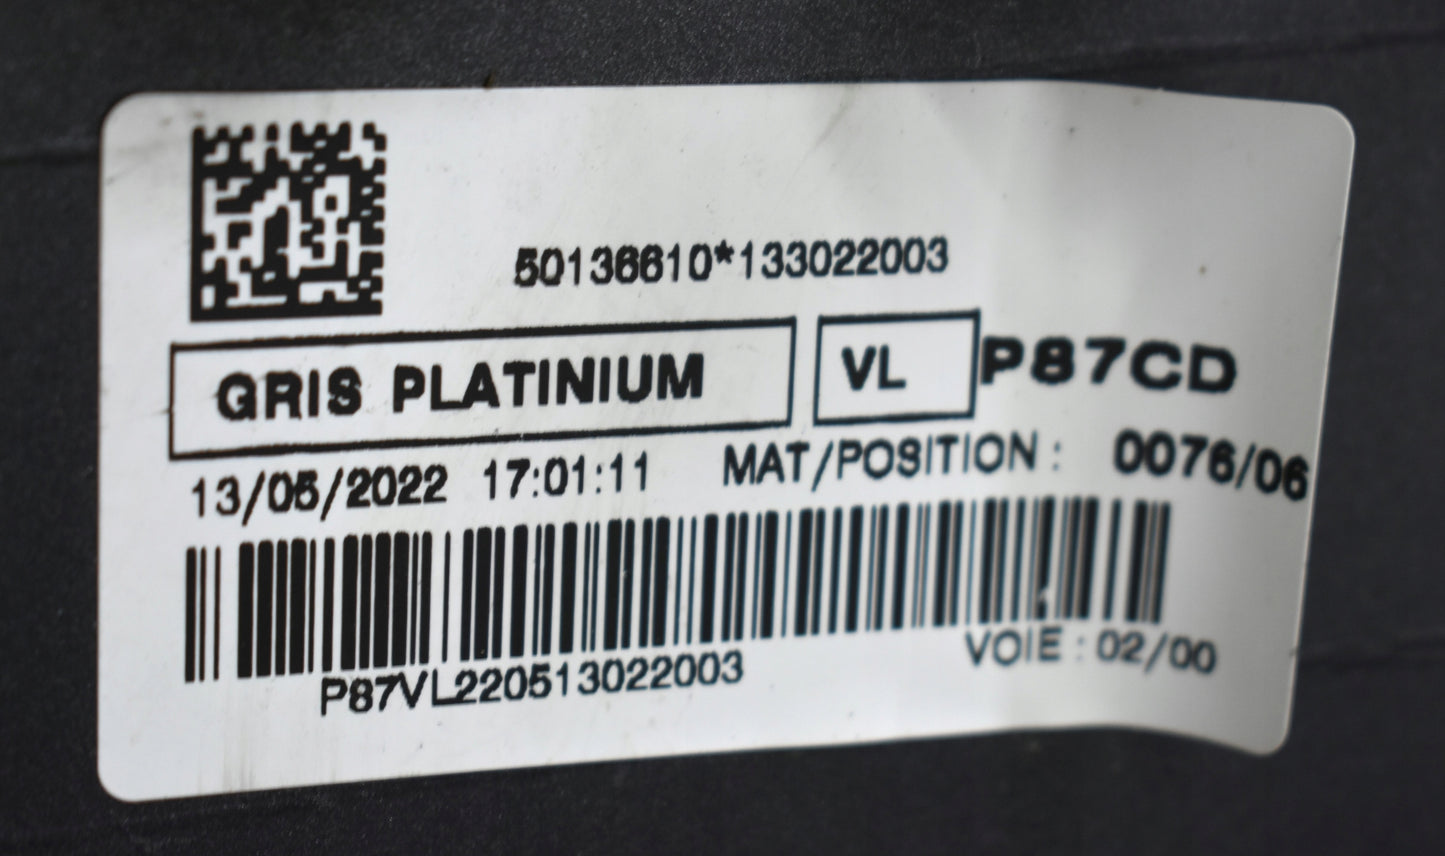 50136610*133022003
GRIS PLATINIUM VL P87CD
13/05/2022 17:01:11 MAT/POSITION : 0076/06
VOIE : 02/00
P87VL220513022003